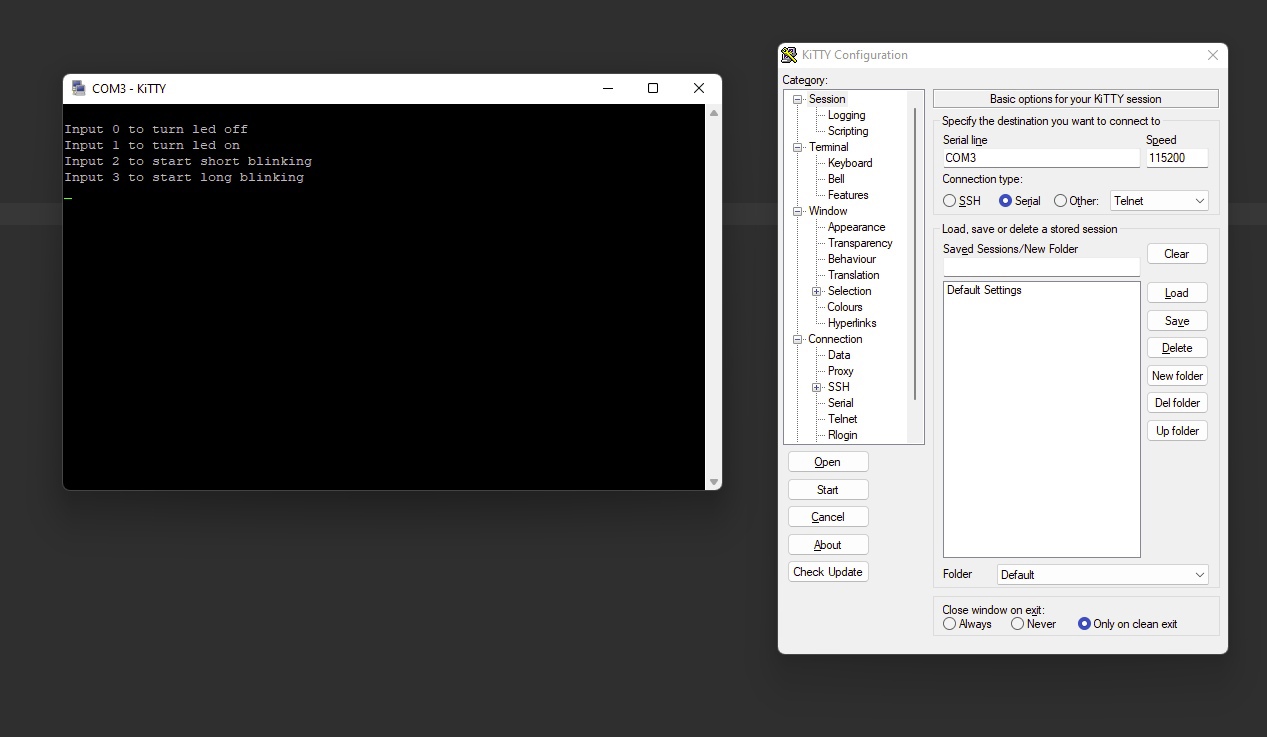 COM3 - KiTTY
Input 0 to turn led off
Input 1 to turn led on
Input 2 to start short blinking
Input 3 to start long blinking
KiTTY Configuration
Category:
Session
Logging
Scripting
Terminal
Keyboard
Bell
Features
Window
Appearance
Transparency
Behaviour
Translation
Selection
Colours
Hyperlinks
Connection
Data
Proxy
SSH
Serial
Telnet
Rlogin
Open
Start
Cancel
About
Check Update
Basic options for your KiTTY session
Specify the destination you want to connect to
Serial line Speed
COM3 115200
Connection type:
SSH Serial Other: Telnet
Load, save or delete a stored session
Saved Sessions/New Folder
Clear
Default Settings
Load
Save
Delete
New folder
Del folder
Up folder
Folder Default
Close window on exit:
Always Never Only on clean exit